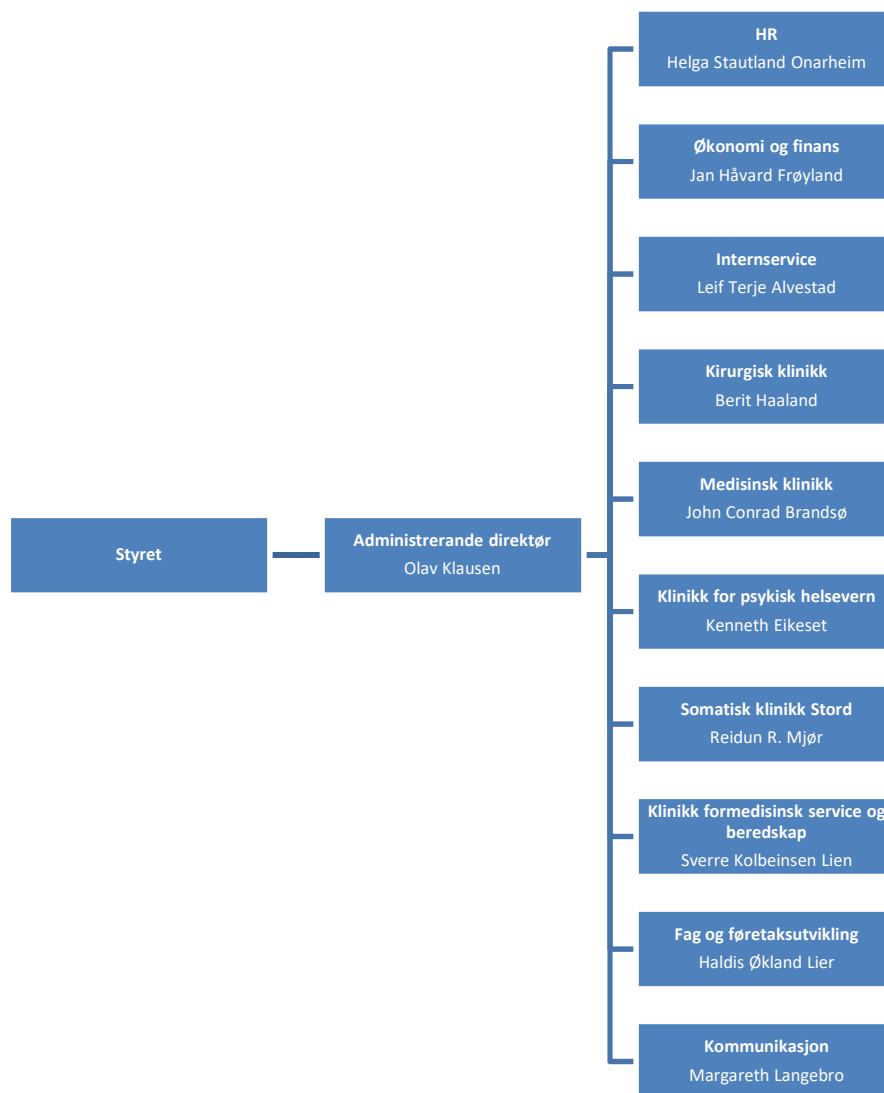 HR
Helga Stautland Onarheim
Økonomi og finans
Jan Håvard Frøyland
Internservice
Leif Terje Alvestad
Kirurgisk klinikk
Berit Haaland
Medisinsk klinikk
John Conrad Brandsø
Styret
Administrerande direktør
Olav Klausen
Klinikk for psykisk helsevern
Kenneth Eikeset
Somatisk klinikk Stord
Reidun R. Mjør
Klinikk formedisinsk service og
beredskap
Sverre Kolbeinsen Lien
Fag og føretaksutvikling
Haldis Økland Lier
Kommunikasjon
Margareth Langebro